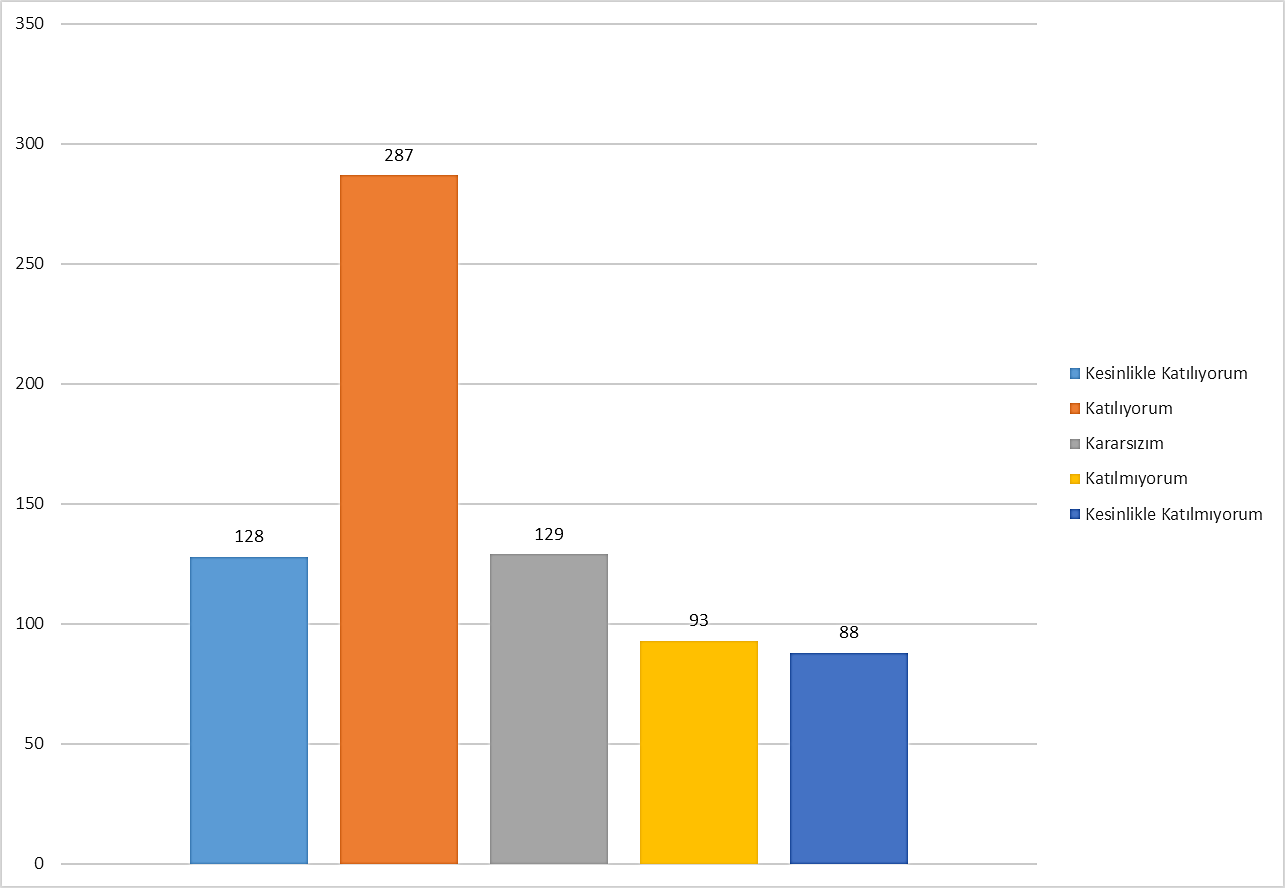 350
300
287
250
200
150
128
129
100
93
88
50
0
Kesinlikle Katılıyorum
Katılıyorum
Kararsızım
Katılmıyorum
Kesinlikle Katılmıyorum